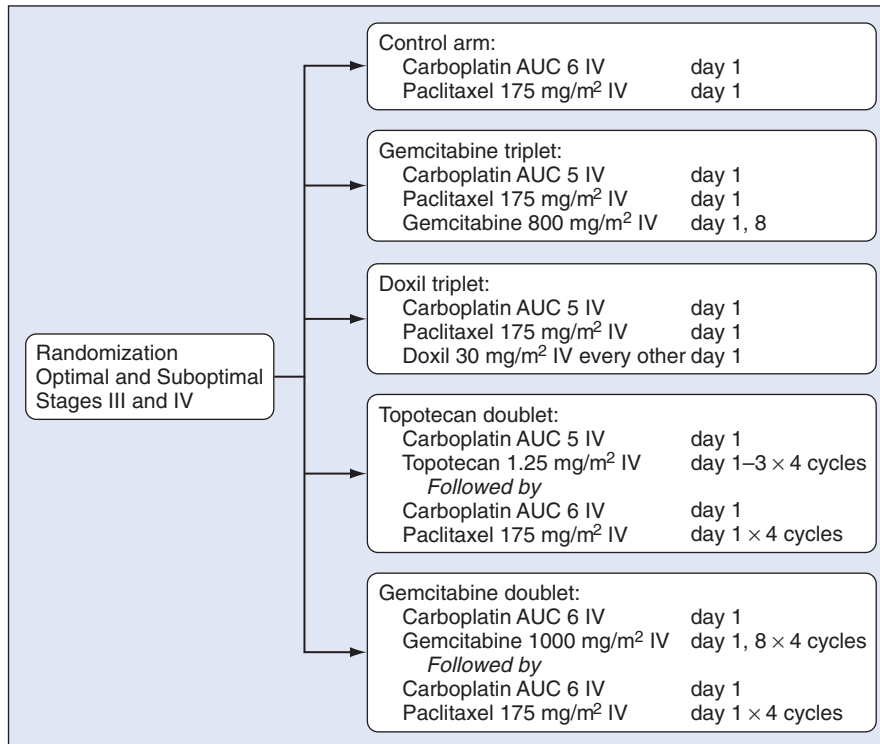 Randomization
Optimal and Suboptimal
Stages III and IV
Control arm:
Carboplatin AUC 6 IV day 1
Paclitaxel 175 mg/m² IV day 1
Gemcitabine triplet:
Carboplatin AUC 5 IV day 1
Paclitaxel 175 mg/m² IV day 1
Gemcitabine 800 mg/m² IV day 1, 8
Doxil triplet:
Carboplatin AUC 5 IV day 1
Paclitaxel 175 mg/m² IV day 1
Doxil 30 mg/m² IV every other day 1
Topotecan doublet:
Carboplatin AUC 5 IV day 1
Topotecan 1.25 mg/m² IV day 1–3 × 4 cycles
Followed by
Carboplatin AUC 6 IV day 1
Paclitaxel 175 mg/m² IV day 1 × 4 cycles
Gemcitabine doublet:
Carboplatin AUC 6 IV day 1
Gemcitabine 1000 mg/m² IV day 1, 8 × 4 cycles
Followed by
Carboplatin AUC 6 IV day 1
Paclitaxel 175 mg/m² IV day 1 × 4 cycles